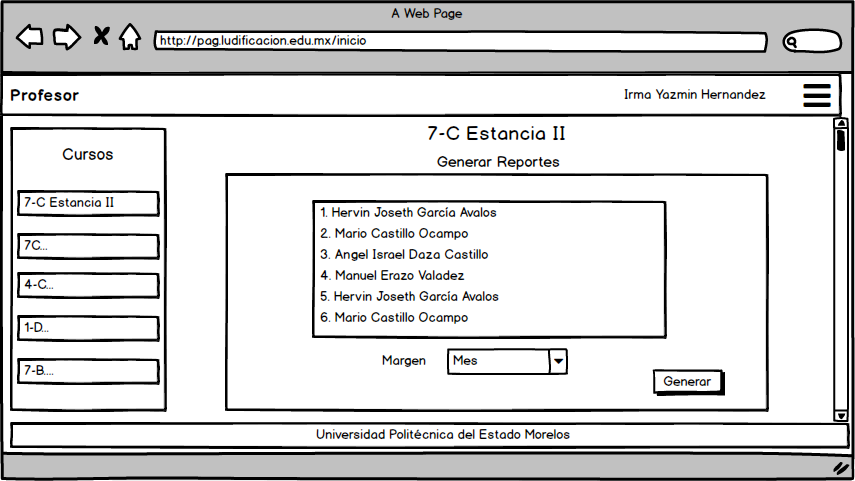 A Web Page
http://pag.ludificacion.edu.mx/inicio
Profesor
Irma Yazmin Hernandez
Cursos
7-C Estancia II
7C...
4-C...
1-D...
7-B....
7-C Estancia II
Generar Reportes
1. Hervin Joseth García Avalos
2. Mario Castillo Ocampo
3. Angel Israel Daza Castillo
4. Manuel Erazo Valadez
5. Hervin Joseth García Avalos
6. Mario Castillo Ocampo
Margen
Mes
Generar
Universidad Politécnica del Estado Morelos